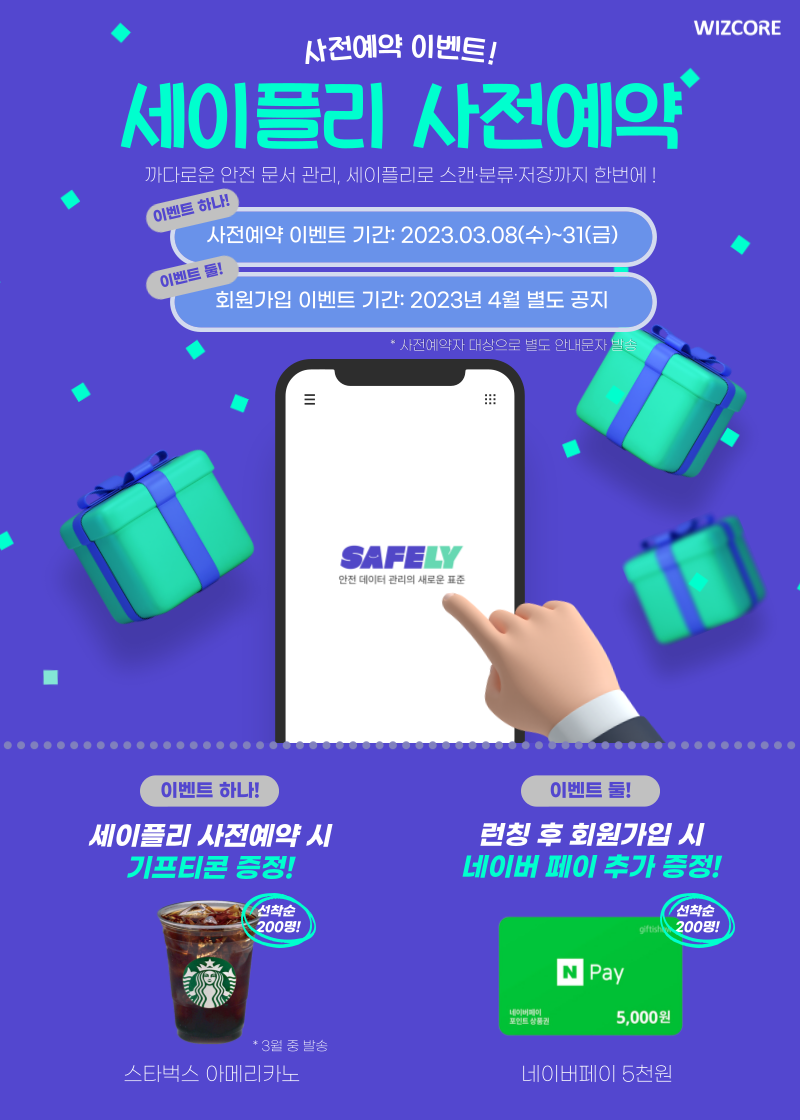 WIZCORE
사전예약 이벤트!
세이플리 사전예약
까다로운 안전 문서 관리, 세이플리로 스캔·분류·저장까지 한번에 !
이벤트 하나!
사전예약 이벤트 기간: 2023.03.08(수)~31(금)
이벤트 둘!
회원가입 이벤트 기간: 2023년 4월 별도 공지
* 사전예약자 대상으로 별도 안내문자 발송
SAFELY
안전 데이터 관리의 새로운 표준
이벤트 하나!
세이플리 사전예약 시
기프티콘 증정!
선착순
200명!
* 3월 중 발송
스타벅스 아메리카노
이벤트 둘!
런칭 후 회원가입 시
네이버 페이 추가 증정!
선착순
200명!
N Pay
네이버페이
포인트 상품권
5,000원
네이버페이 5천원